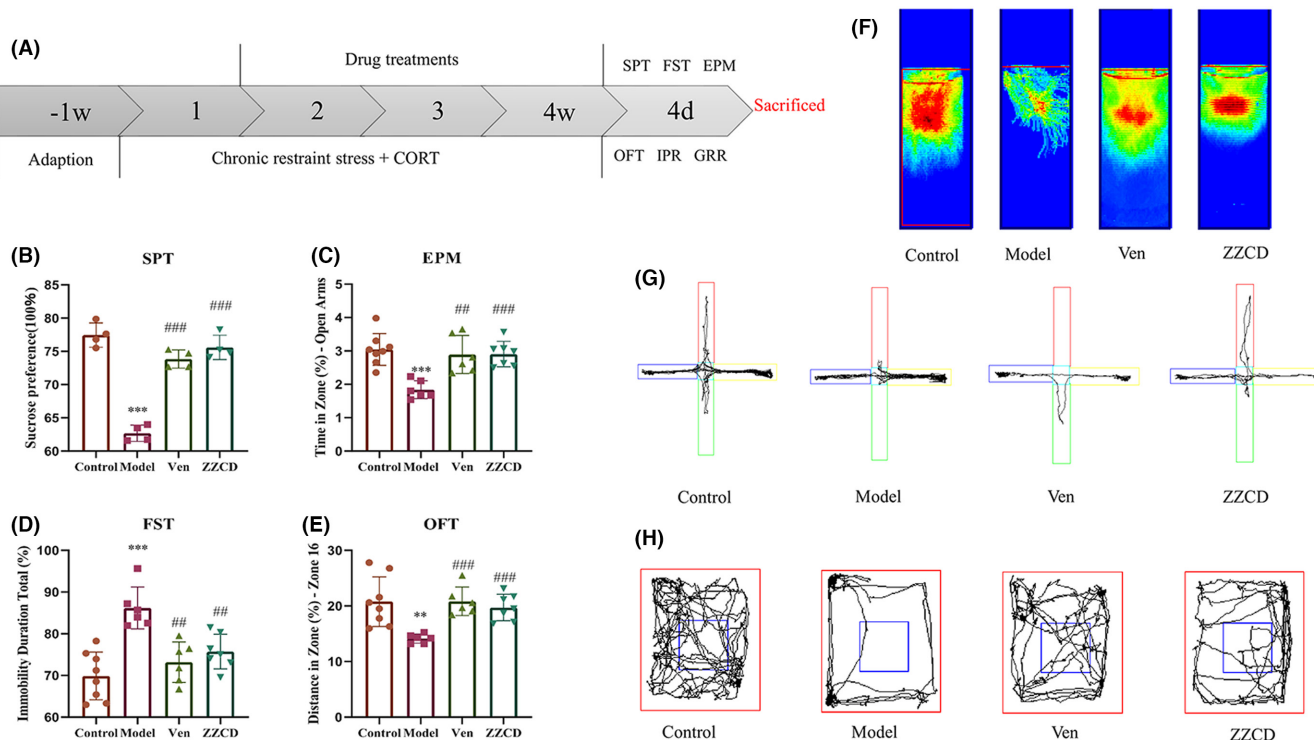 (A)
Drug treatments
SPT FST EPM
-1w 1 2 3 4w 4d
Sacrificed
Adaption
Chronic restraint stress + CORT
OFT IPR GRR
(B)
SPT
Sucrose preference(100%)
85
80
75
70
65
60
***
###
###
Control Model Ven ZZCD
(C)
EPM
Time in Zone (%) - Open Arms
5
4
3
2
1
0
***
##
###
Control Model Ven ZZCD
(D)
FST
Immobility Duration Total (%)
100
90
80
70
60
***
##
##
Control Model Ven ZZCD
(E)
OFT
Distance in Zone (%) - Zone 16
30
20
10
0
**
###
###
Control Model Ven ZZCD
(F)
Control Model Ven ZZCD
(G)
Control Model Ven ZZCD
(H)
Control Model Ven ZZCD